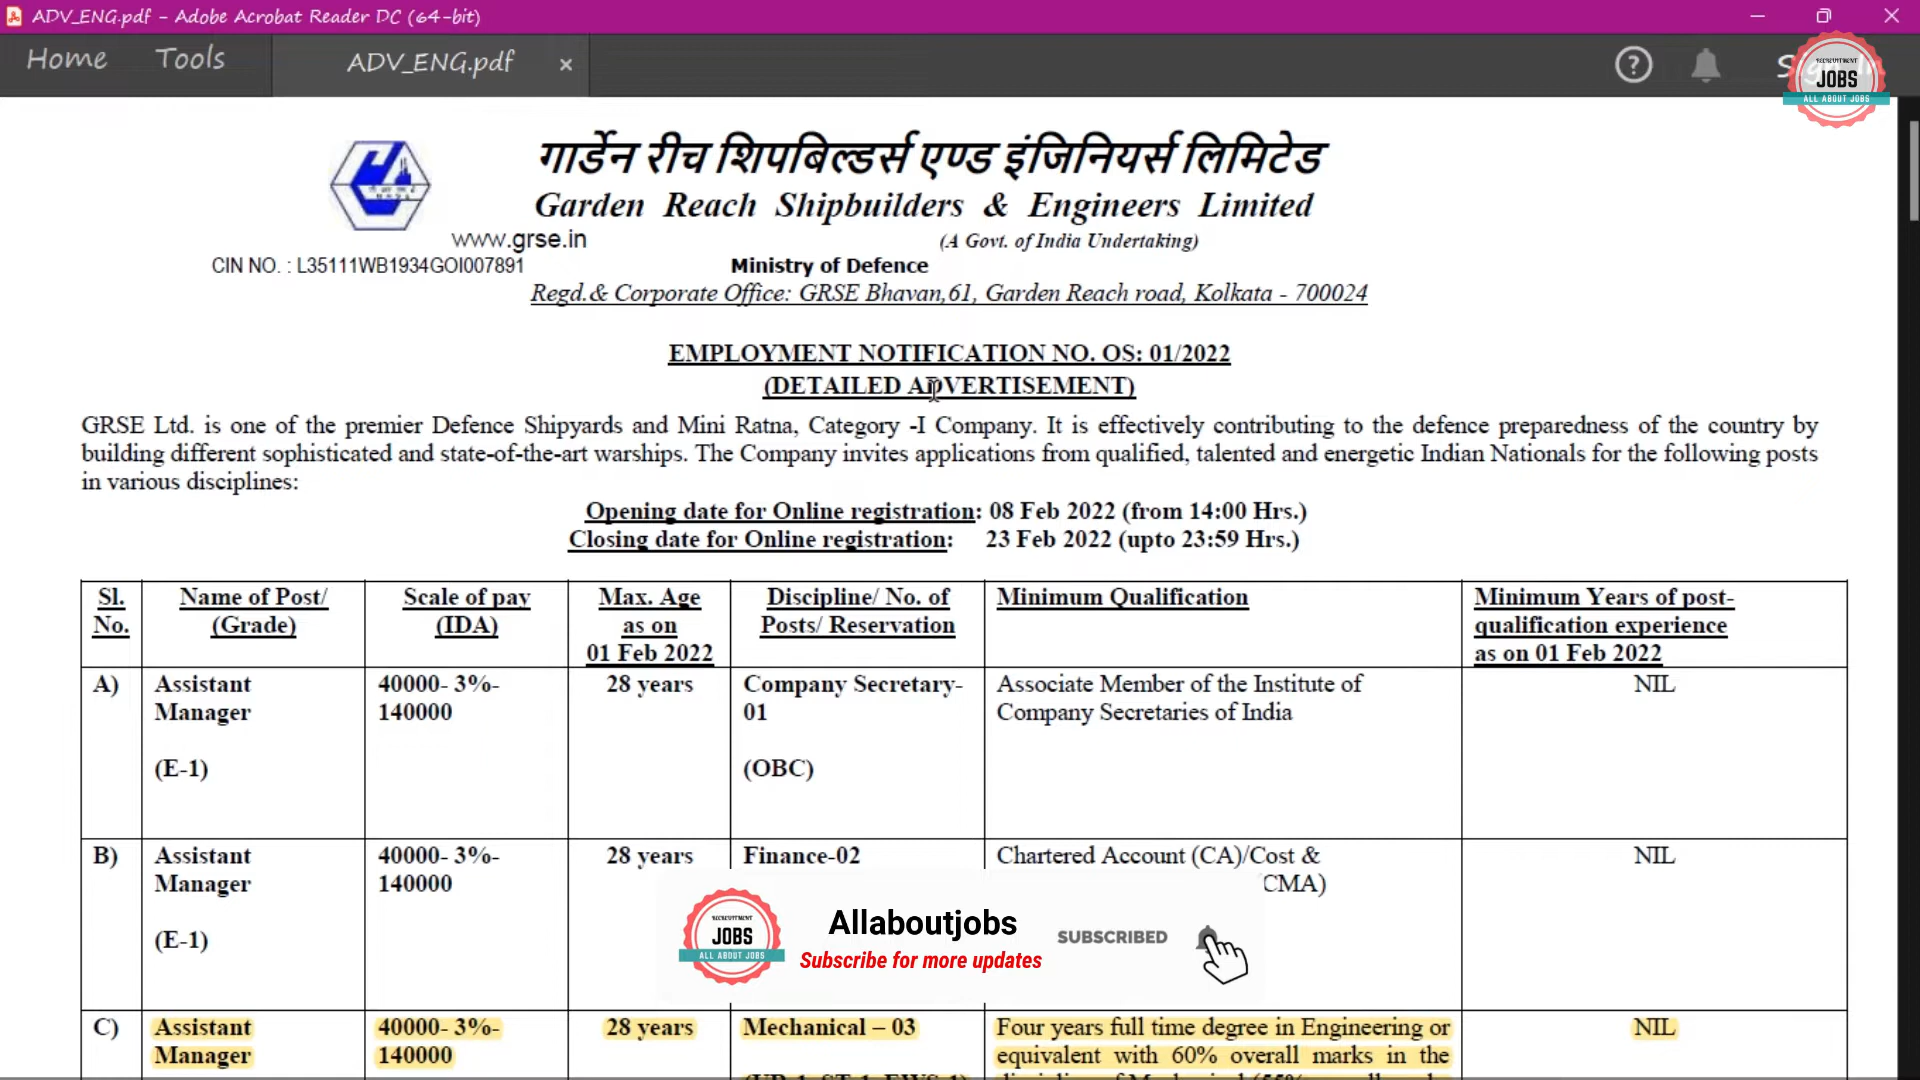 ADV_ENG.pdf - Adobe Acrobat Reader DC (64-bit)
Home Tools ADV_ENG.pdf ×
RECRUITMENT
JOBS
ALL ABOUT JOBS
गार्डेन रीच शिपबिल्डर्स एण्ड इंजिनियर्स लिमिटेड
Garden Reach Shipbuilders & Engineers Limited
www.grse.in
(A Govt. of India Undertaking)
CIN NO. : L35111WB1934GOI007891
Ministry of Defence
Regd.& Corporate Office: GRSE Bhavan,61, Garden Reach road, Kolkata - 700024
EMPLOYMENT NOTIFICATION NO. OS: 01/2022
(DETAILED ADVERTISEMENT)
GRSE Ltd. is one of the premier Defence Shipyards and Mini Ratna, Category -I Company. It is effectively contributing to the defence preparedness of the country by
building different sophisticated and state-of-the-art warships. The Company invites applications from qualified, talented and energetic Indian Nationals for the following posts
in various disciplines:
Opening date for Online registration: 08 Feb 2022 (from 14:00 Hrs.)
Closing date for Online registration: 23 Feb 2022 (upto 23:59 Hrs.)
Sl. No.
Name of Post/ (Grade)
Scale of pay (IDA)
Max. Age as on 01 Feb 2022
Discipline/ No. of Posts/ Reservation
Minimum Qualification
Minimum Years of post-
qualification experience
as on 01 Feb 2022
A)
Assistant
Manager
(E-1)
40000- 3%-
140000
28 years
Company Secretary-
01
(OBC)
Associate Member of the Institute of
Company Secretaries of India
NIL
B)
Assistant
Manager
(E-1)
40000- 3%-
140000
28 years
Finance-02
Chartered Account (CA)/Cost &
CMA)
NIL
RECRUITMENT
JOBS
ALL ABOUT JOBS
Allaboutjobs
Subscribe for more updates
SUBSCRIBED
C)
Assistant
Manager
40000- 3%-
140000
28 years
Mechanical – 03
Four years full time degree in Engineering or
equivalent with 60% overall marks in the
NIL